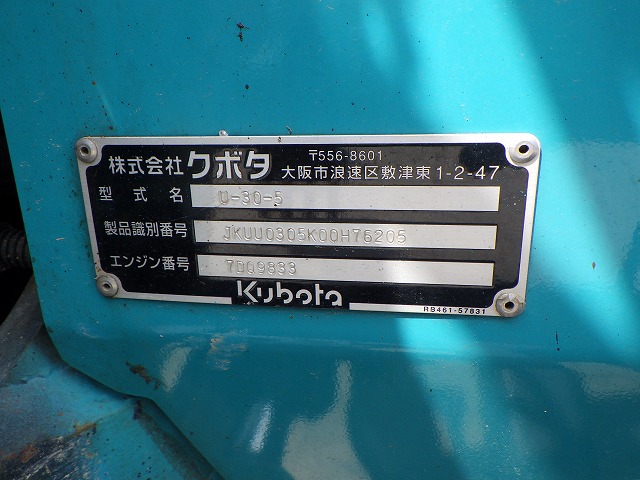 株式会社クボタ 〒556-8601
大阪市浪速区敷津東1-2-47
型式名 U-30-5
製品識別番号 JKUU0305K00H76205
エンジン番号 7DQ9833
Kubota
RB461-57831